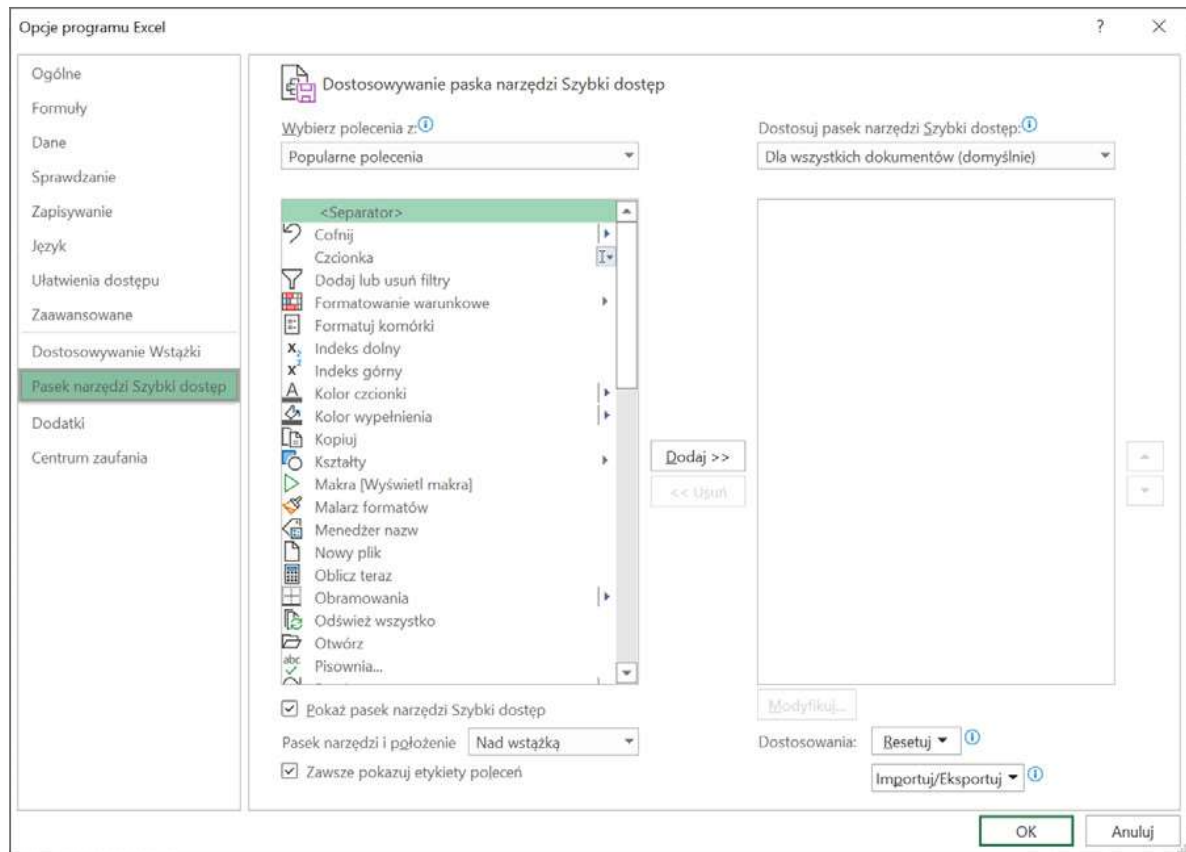 Opcje programu Excel
?
Ogólne
Formuły
Dane
Sprawdzanie
Zapisywanie
Język
Ułatwienia dostępu
Zaawansowane
Dostosowywanie Wstążki
Pasek narzędzi Szybki dostęp
Dodatki
Centrum zaufania
Dostosowywanie paska narzędzi Szybki dostęp
Wybierz polecenia z:
Popularne polecenia
<Separator>
Cofnij
Czcionka
Dodaj lub usuń filtry
Formatowanie warunkowe
Formatuj komórki
Indeks dolny
Indeks górny
Kolor czcionki
Kolor wypełnienia
Kopiuj
Kształty
Makra [Wyświetl makra]
Malarz formatów
Menedżer nazw
Nowy plik
Oblicz teraz
Obramowania
Odśwież wszystko
Otwórz
Pisownia...
Pokaż pasek narzędzi Szybki dostęp
Pasek narzędzi i położenie Nad wstążką
Zawsze pokazuj etykiety poleceń
Dodaj >>
<< Usuń
Dostosuj pasek narzędzi Szybki dostęp:
Dla wszystkich dokumentów (domyślnie)
Modyfikuj...
Dostosowania: Resetuj
Importuj/Eksportuj
OK Anuluj